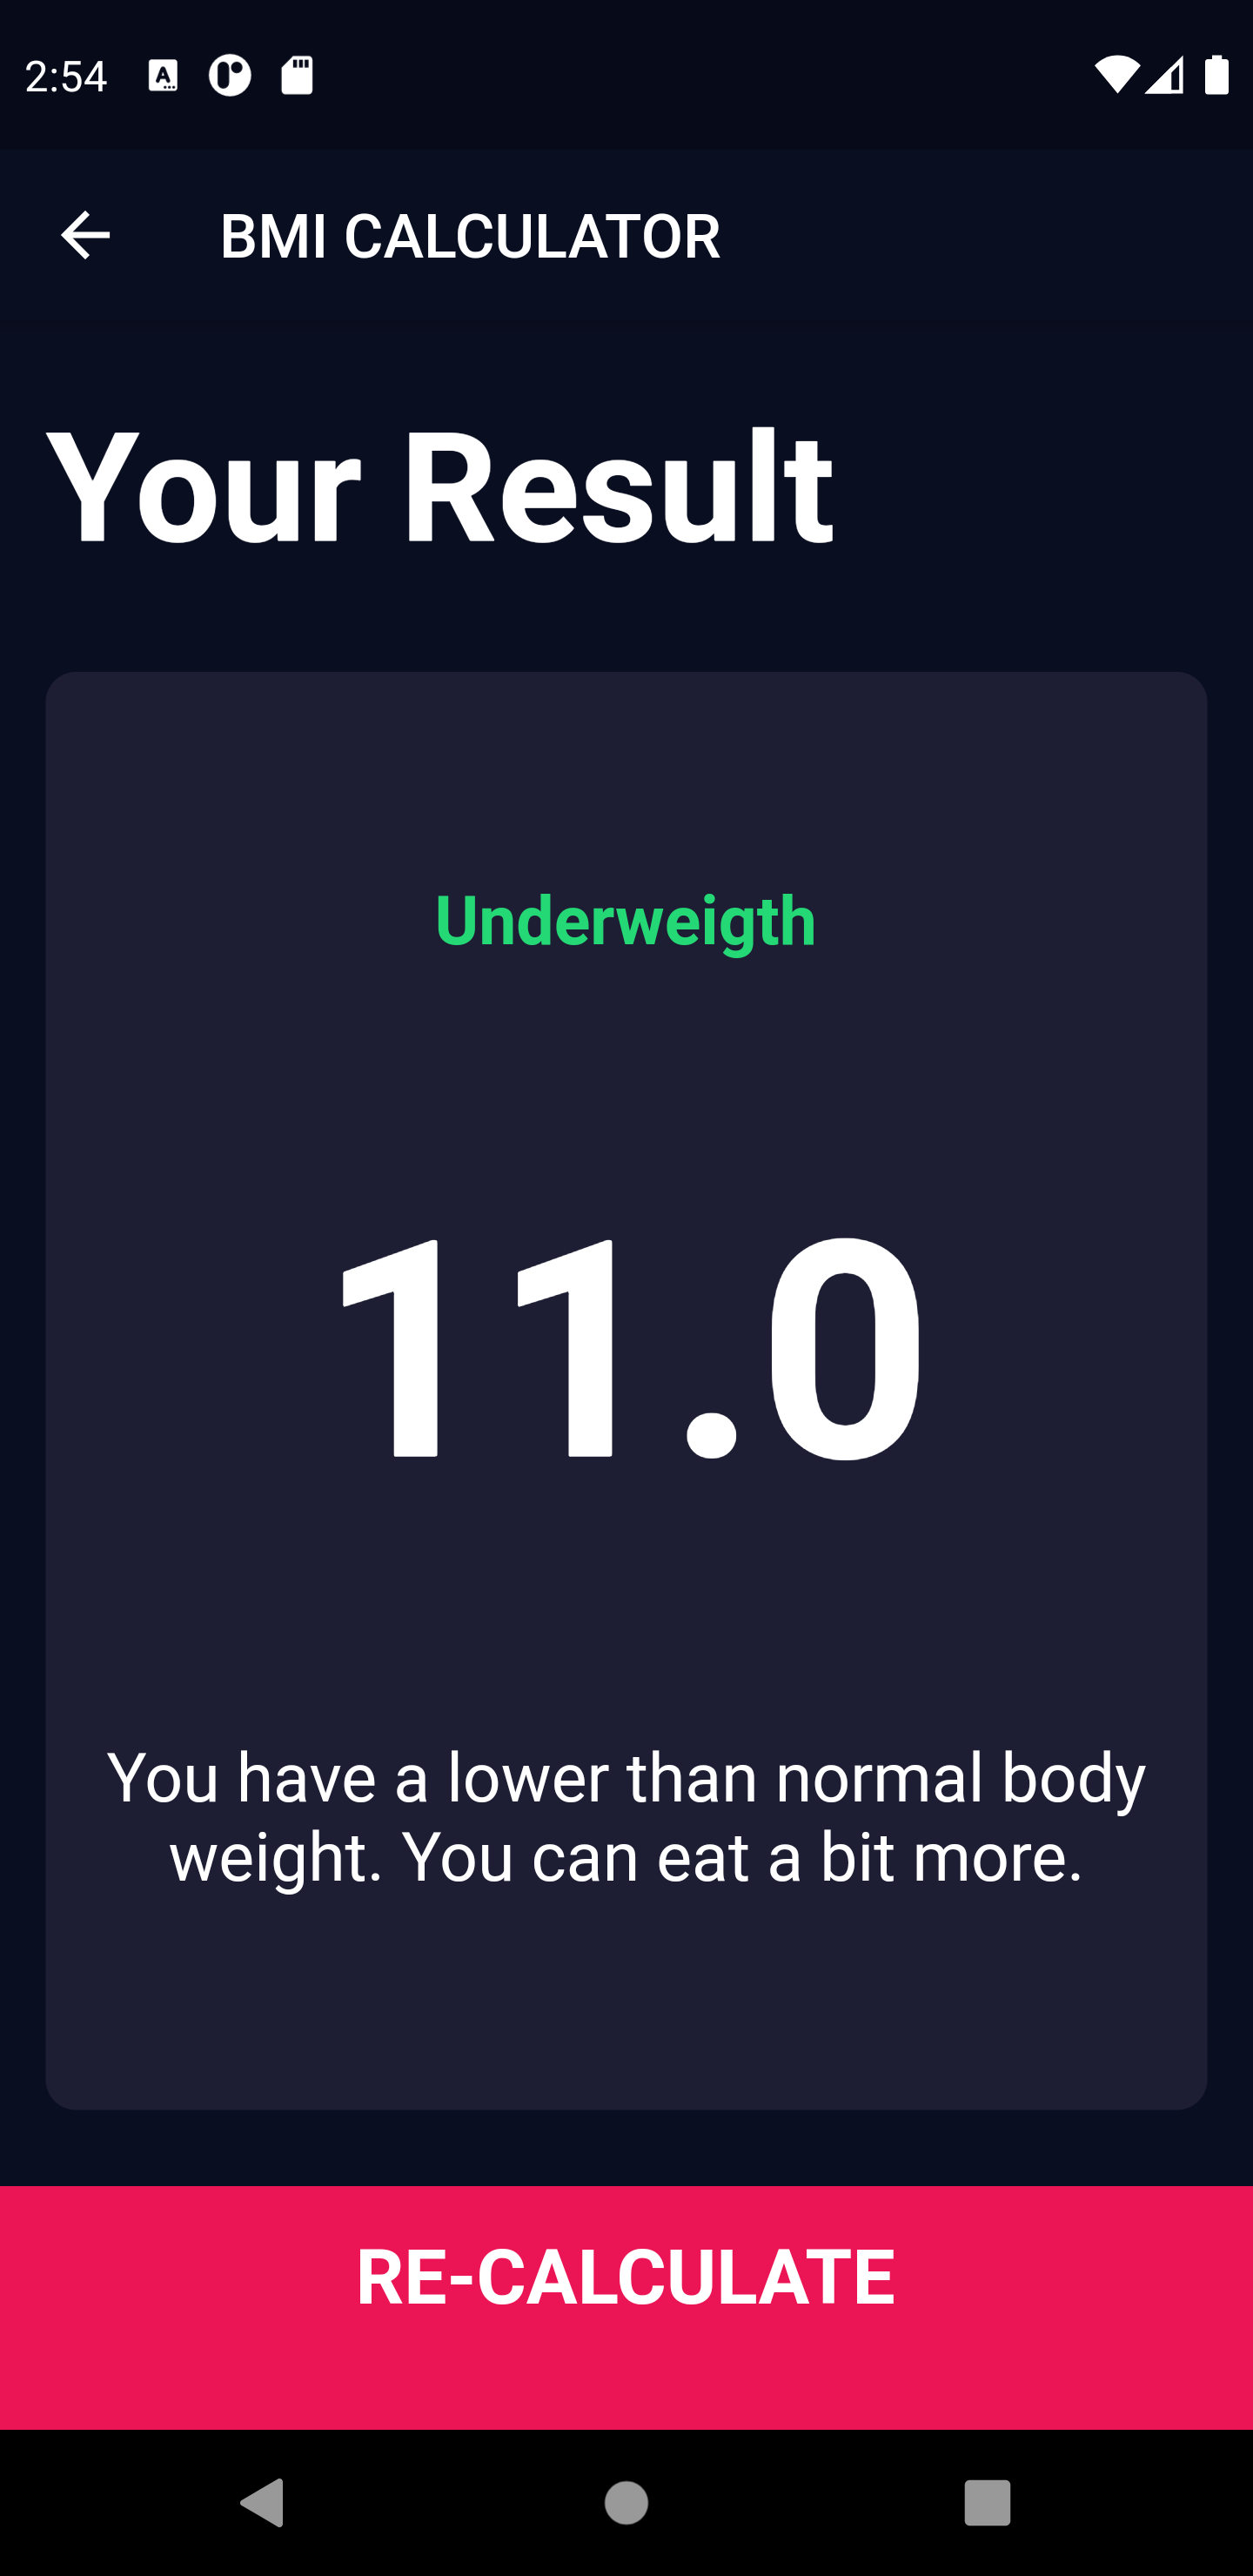 2:54
BMI CALCULATOR
Your Result
Underweigth
11.0
You have a lower than normal body
weight. You can eat a bit more.
RE-CALCULATE